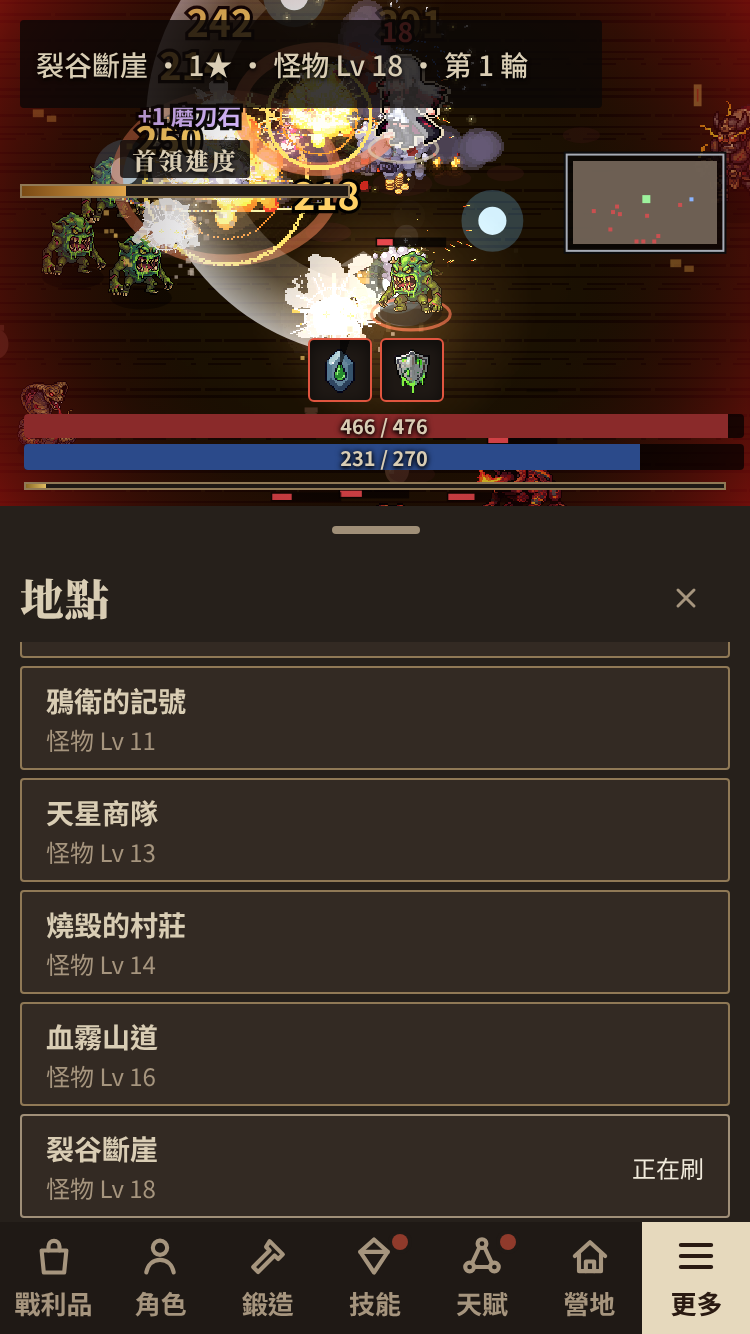 242
201
18
裂谷斷崖 • 1★ • 怪物 Lv 18 • 第 1 輪
214
+1 磨刀石
250
首領進度
218
466 / 476
231 / 270
地點
鴉衛的記號
怪物 Lv 11
天星商隊
怪物 Lv 13
燒毀的村莊
怪物 Lv 14
血霧山道
怪物 Lv 16
裂谷斷崖
怪物 Lv 18
正在刷
戰利品
角色
鍛造
技能
天賦
營地
更多